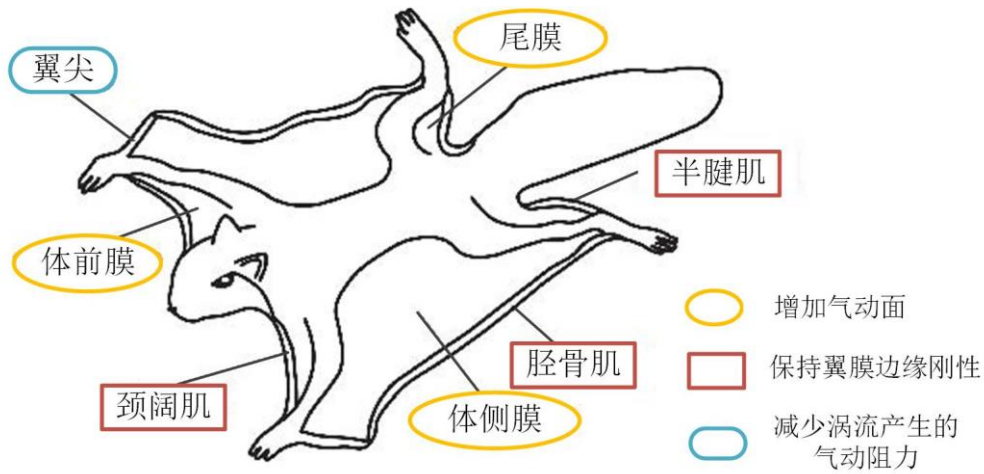 尾膜
翼尖
半腱肌
体前膜
增加气动面
胫骨肌
保持翼膜边缘刚性
颈阔肌
体侧膜
减少涡流产生的
气动阻力